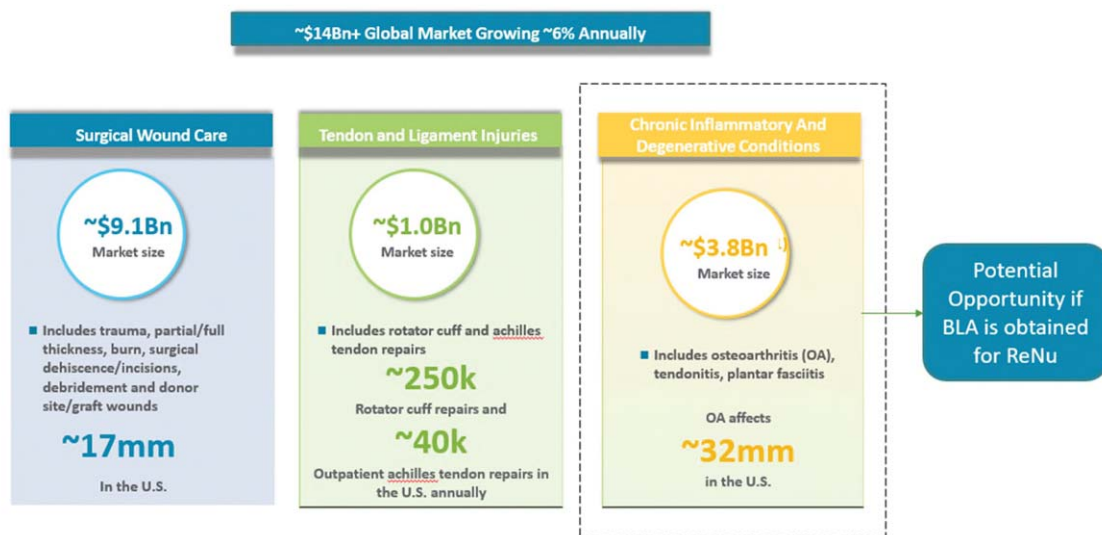 ~$14Bn+ Global Market Growing ~6% Annually
Surgical Wound Care
~$9.1Bn
Market size
■ Includes trauma, partial/full
thickness, burn, surgical
dehiscence/incisions,
debridement and donor
site/graft wounds
~17mm
In the U.S.
Tendon and Ligament Injuries
~$1.0Bn
Market size
■ Includes rotator cuff and achilles
tendon repairs
~250k
Rotator cuff repairs and
~40k
Outpatient achilles tendon repairs in
the U.S. annually
Chronic Inflammatory And
Degenerative Conditions
~$3.8Bn
Market size
■ Includes osteoarthritis (OA),
tendonitis, plantar fasciitis
OA affects
~32mm
in the U.S.
Potential
Opportunity if
BLA is obtained
for ReNu